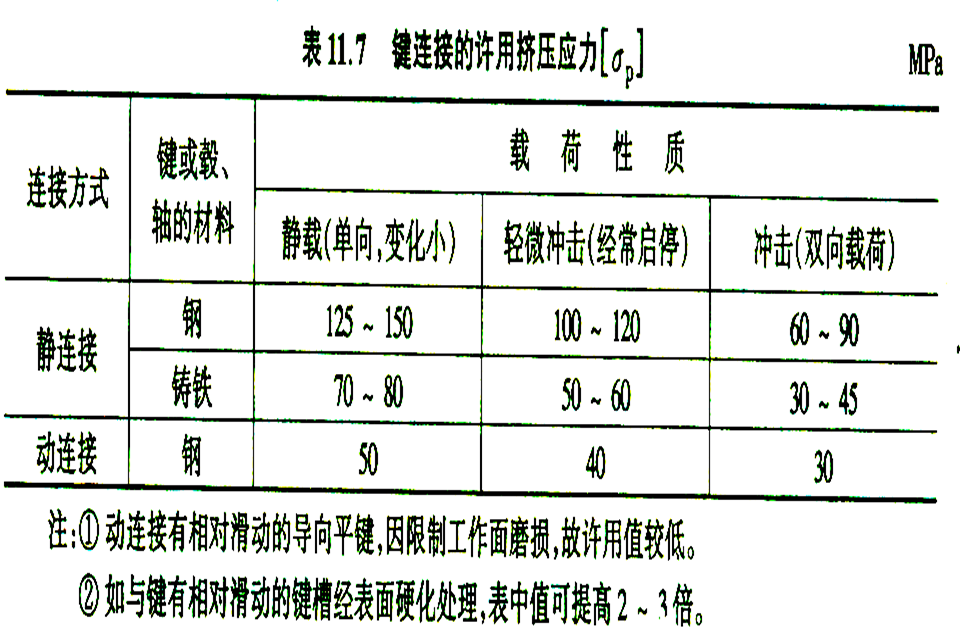 表 11.7 键连接的许用挤压应力[σp] MPa
连接方式 键或毂、轴的材料 载荷性质
静载(单向,变化小) 轻微冲击(经常启停) 冲击(双向载荷)
静连接 钢 125 ~ 150 100 ~ 120 60 ~ 90
铸铁 70 ~ 80 50 ~ 60 30 ~ 45
动连接 钢 50 40 30
注:① 动连接有相对滑动的导向平键,因限制工作面磨损,故许用值较低。
② 如与键有相对滑动的键槽经表面硬化处理,表中值可提高 2 ~ 3 倍。